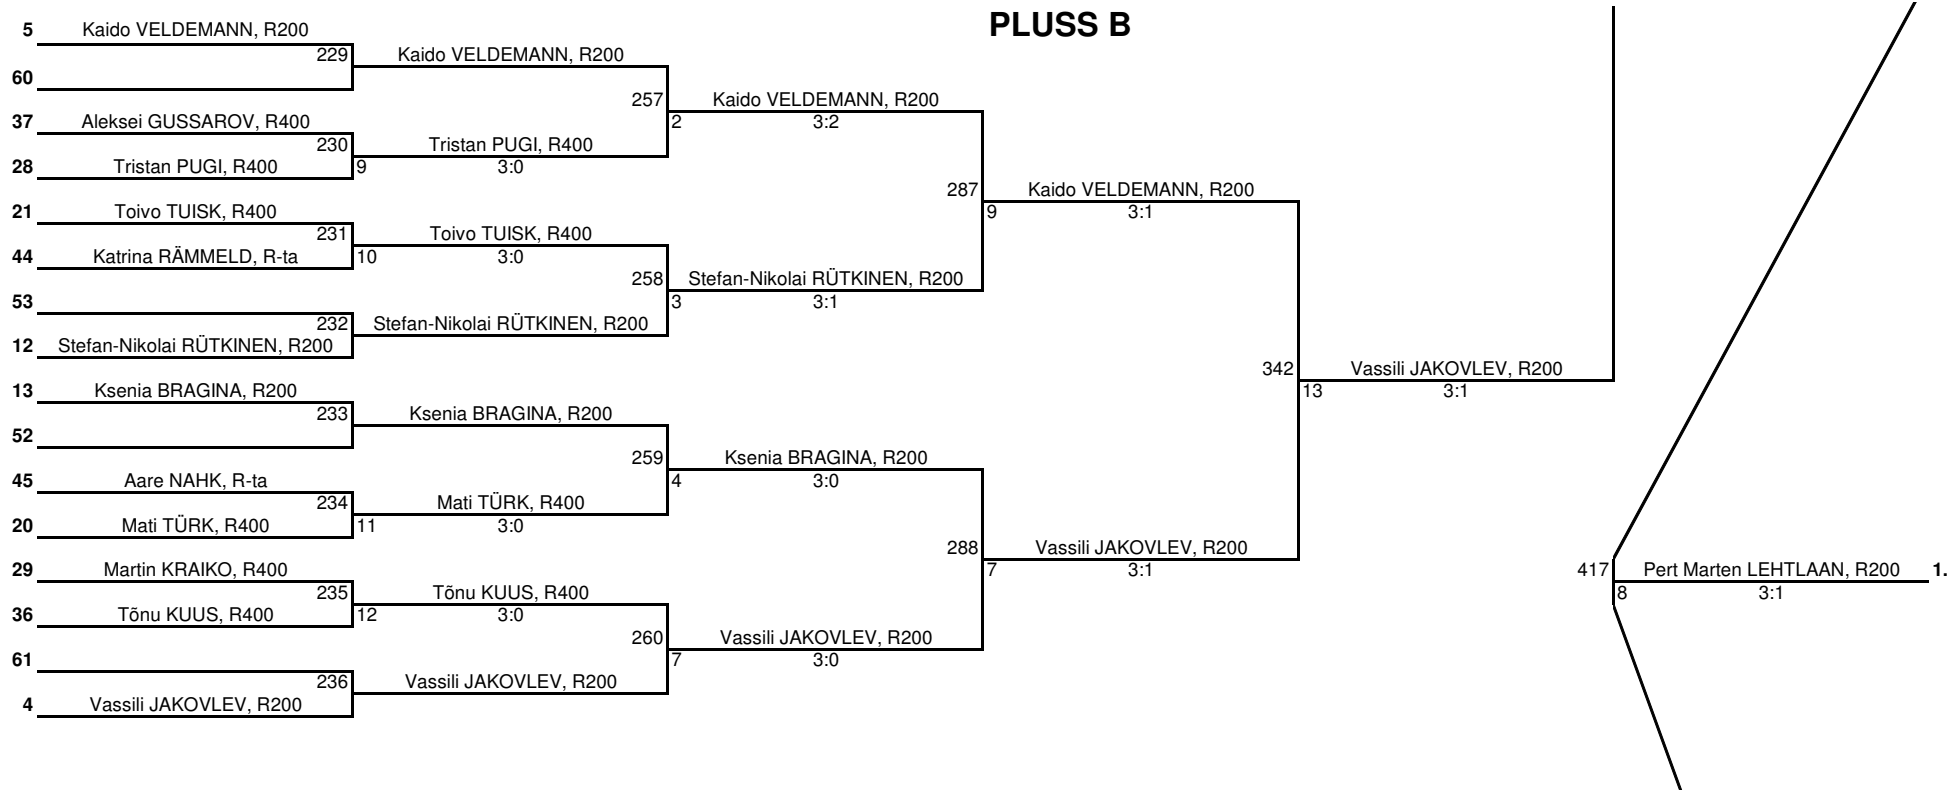 PLUSS B
5 Kaido VELDEMANN, R200
229 Kaido VELDEMANN, R200
60
257 Kaido VELDEMANN, R200
37 Aleksei GUSSAROV, R400
2 3:2
230 Tristan PUGI, R400
28 Tristan PUGI, R400
9 3:0
287 Kaido VELDEMANN, R200
21 Toivo TUISK, R400
9 3:1
231 Toivo TUISK, R400
44 Katrina RÄMMELD, R-ta
10 3:0
258 Stefan-Nikolai RÜTKINEN, R200
53
3 3:1
232 Stefan-Nikolai RÜTKINEN, R200
12 Stefan-Nikolai RÜTKINEN, R200
342 Vassili JAKOVLEV, R200
13 Ksenia BRAGINA, R200
13 3:1
233 Ksenia BRAGINA, R200
52
259 Ksenia BRAGINA, R200
45 Aare NAHK, R-ta
4 3:0
234 Mati TÜRK, R400
20 Mati TÜRK, R400
11 3:0
288 Vassili JAKOVLEV, R200
29 Martin KRAIKO, R400
7 3:1
417 Pert Marten LEHTLAAN, R200 1.
8 3:1
235 Tõnu KUUS, R400
36 Tõnu KUUS, R400
12 3:0
260 Vassili JAKOVLEV, R200
61
7 3:0
236 Vassili JAKOVLEV, R200
4 Vassili JAKOVLEV, R200